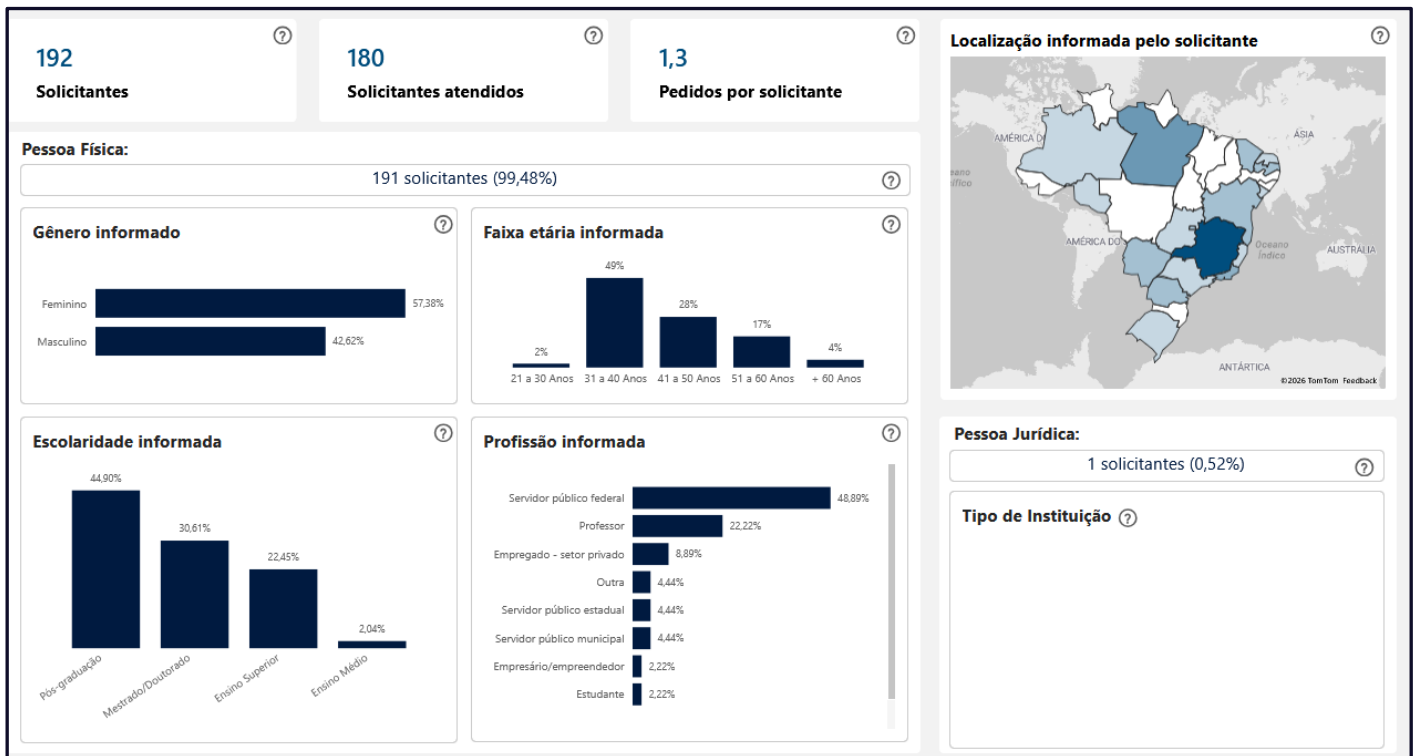 192
Solicitantes
180
Solicitantes atendidos
1,3
Pedidos por solicitante
Localização informada pelo solicitante
AMÉRICA D
ÁSIA
eano
ífico
AMÉRICA DO
Oceano
Índico
AUSTRÁLIA
ANTÁRTICA
©2026 TomTom Feedback
Pessoa Física:
191 solicitantes (99,48%)
Gênero informado
Feminino
57,38%
Masculino
42,62%
Faixa etária informada
2%
49%
28%
17%
4%
21 a 30 Anos
31 a 40 Anos
41 a 50 Anos
51 a 60 Anos
+ 60 Anos
Escolaridade informada
44,90%
30,61%
22,45%
2,04%
Pós-graduação
Mestrado/Doutorado
Ensino Superior
Ensino Médio
Profissão informada
Servidor público federal
48,89%
Professor
22,22%
Empregado - setor privado
8,89%
Outra
4,44%
Servidor público estadual
4,44%
Servidor público municipal
4,44%
Empresário/empreendedor
2,22%
Estudante
2,22%
Pessoa Jurídica:
1 solicitantes (0,52%)
Tipo de Instituição